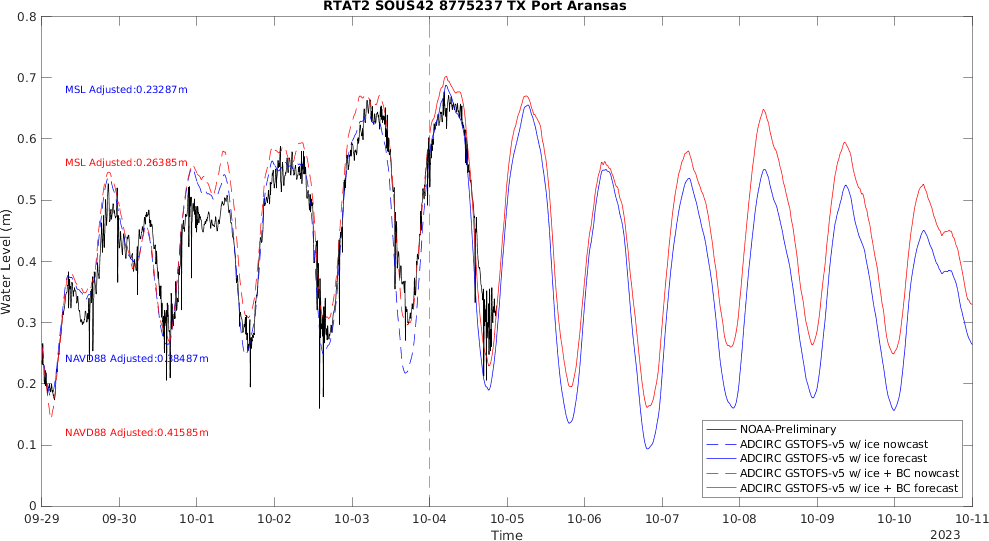 RTAT2 SOUS42 8775237 TX Port Aransas
0.8
0.7
0.6
0.5
0.4
0.3
0.2
0.1
0
Water Level (m)
MSL Adjusted:0.23287m
MSL Adjusted:0.26385m
NAVD88 Adjusted:0.38487m
NAVD88 Adjusted:0.41585m
NOAA-Preliminary
ADCIRC GSTOFS-v5 w/ ice nowcast
ADCIRC GSTOFS-v5 w/ ice forecast
ADCIRC GSTOFS-v5 w/ ice + BC nowcast
ADCIRC GSTOFS-v5 w/ ice + BC forecast
09-29 09-30 10-01 10-02 10-03 10-04 10-05 10-06 10-07 10-08 10-09 10-10 10-11
Time
2023